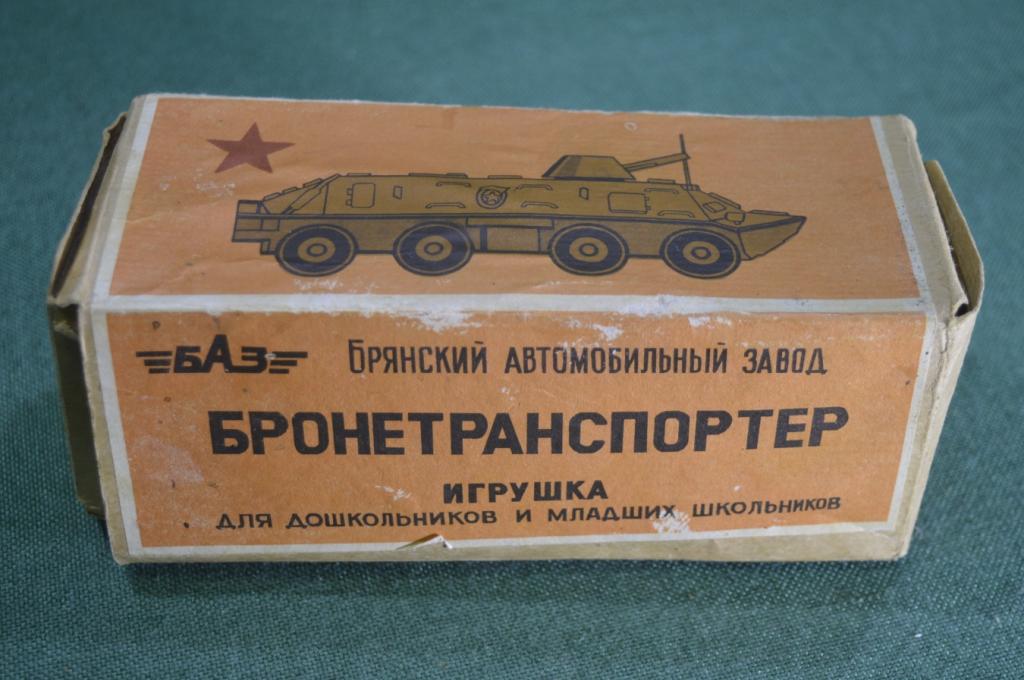 БАЗ БРЯНСКИЙ АВТОМОБИЛЬНЫЙ ЗАВОД
БРОНЕТРАНСПОРТЕР
ИГРУШКА
ДЛЯ ДОШКОЛЬНИКОВ И МЛАДШИХ ШКОЛЬНИКОВ